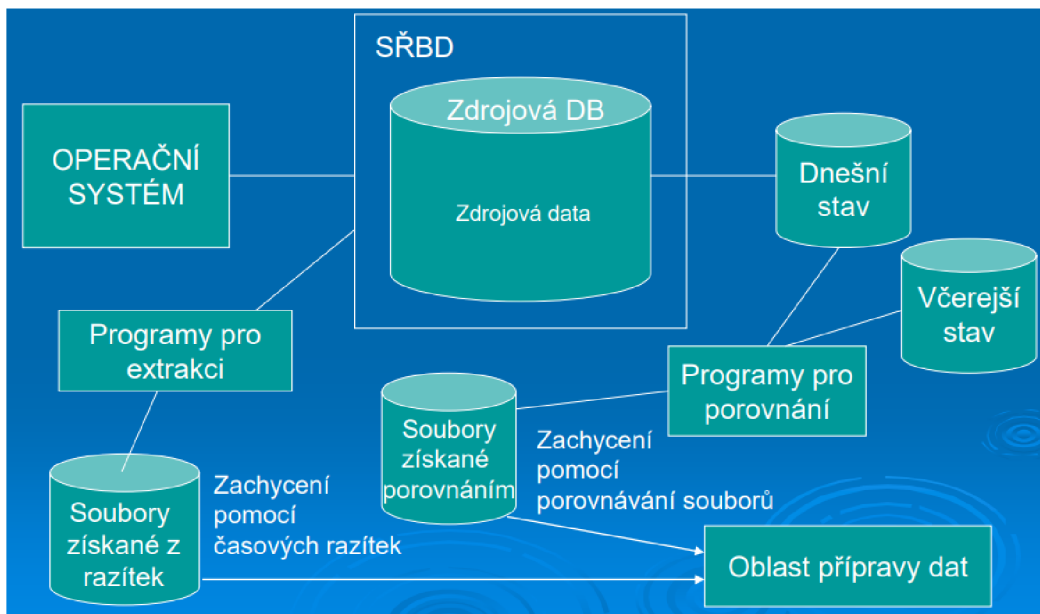 SŘBD
Zdrojová DB
Zdrojová data
OPERAČNÍ
SYSTÉM
Dnešní
stav
Včerejší
stav
Programy pro
extrakci
Programy pro
porovnání
Soubory
získané
porovnáním
Zachycení
pomocí
porovnávání souborů
Soubory
získané z
razítek
Zachycení
pomocí
časových razítek
Oblast přípravy dat